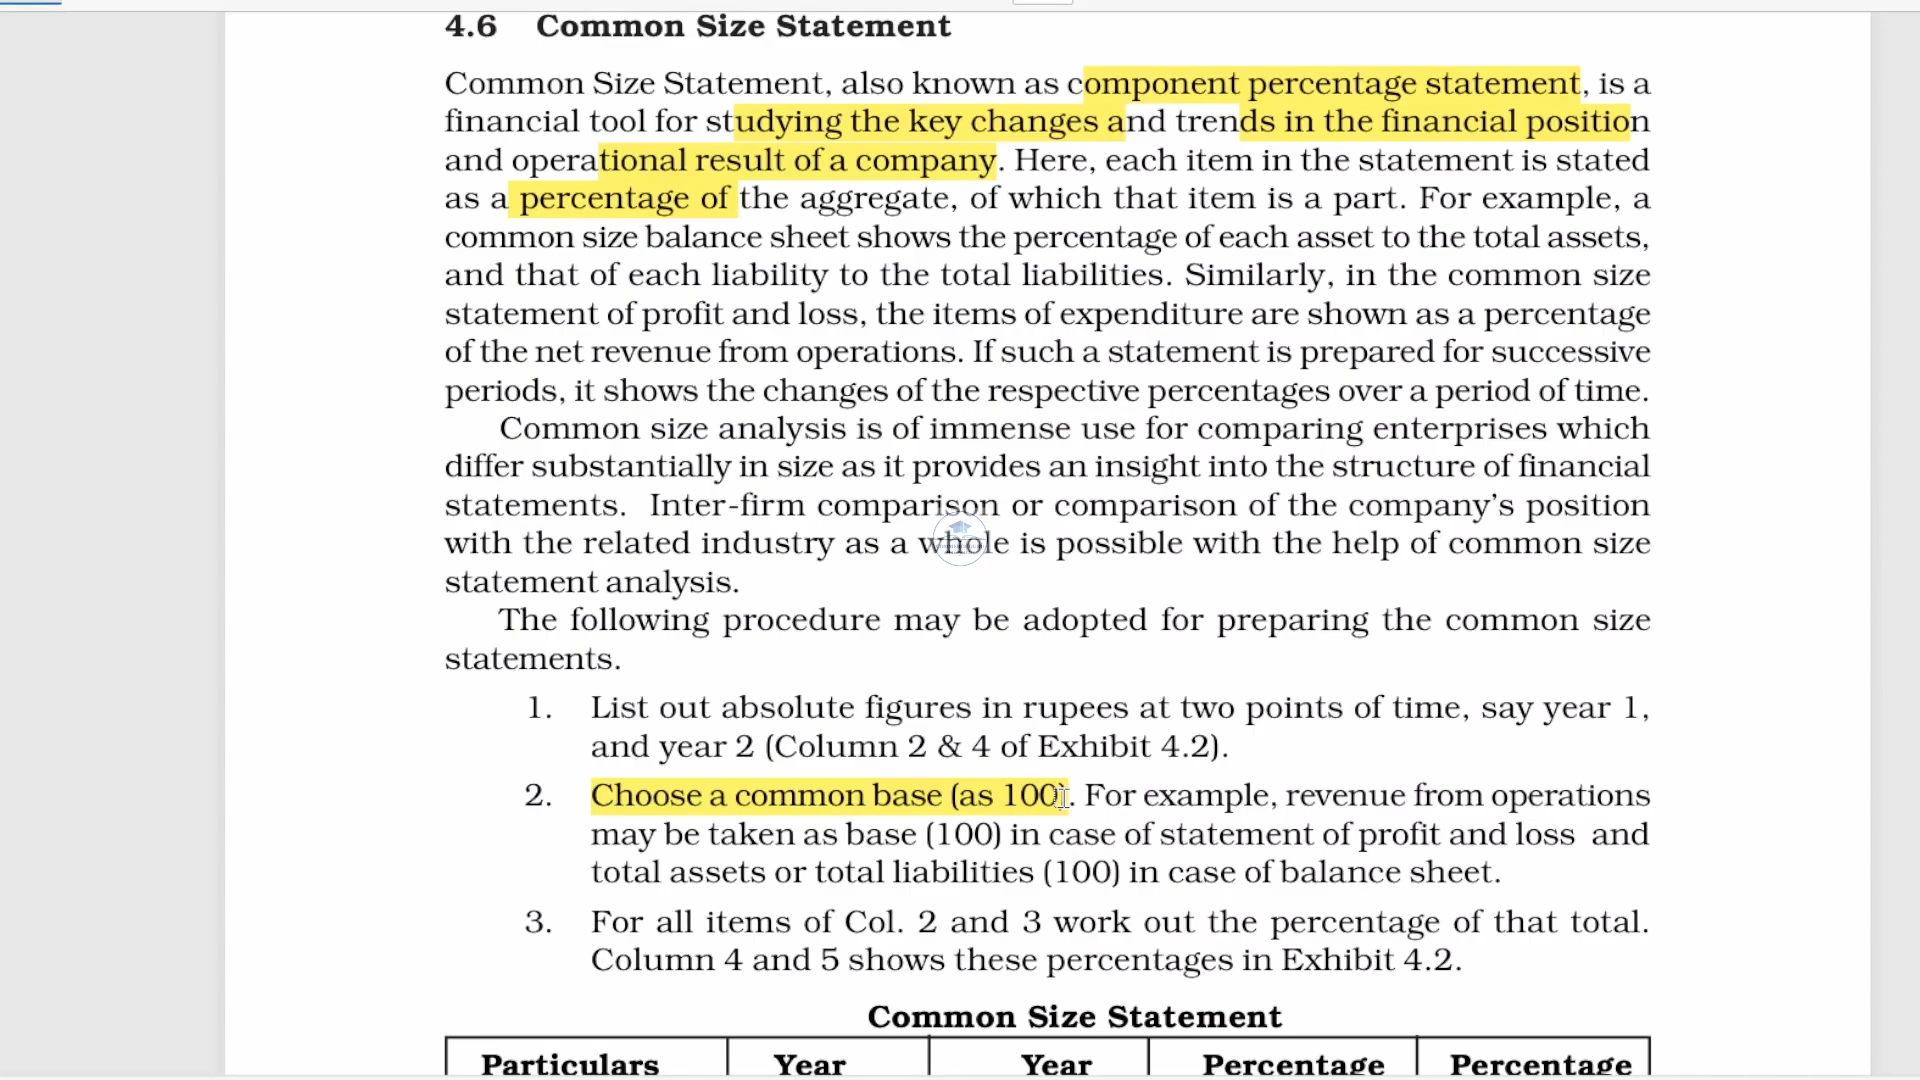 4.6 Common Size Statement
Common Size Statement, also known as component percentage statement, is a
financial tool for studying the key changes and trends in the financial position
and operational result of a company. Here, each item in the statement is stated
as a percentage of the aggregate, of which that item is a part. For example, a
common size balance sheet shows the percentage of each asset to the total assets,
and that of each liability to the total liabilities. Similarly, in the common size
statement of profit and loss, the items of expenditure are shown as a percentage
of the net revenue from operations. If such a statement is prepared for successive
periods, it shows the changes of the respective percentages over a period of time.
Common size analysis is of immense use for comparing enterprises which
differ substantially in size as it provides an insight into the structure of financial
statements. Inter-firm comparison or comparison of the company's position
with the related industry as a whole is possible with the help of common size
statement analysis.
The following procedure may be adopted for preparing the common size
statements.
1. List out absolute figures in rupees at two points of time, say year 1,
and year 2 (Column 2 & 4 of Exhibit 4.2).
2. Choose a common base (as 100). For example, revenue from operations
may be taken as base (100) in case of statement of profit and loss and
total assets or total liabilities (100) in case of balance sheet.
3. For all items of Col. 2 and 3 work out the percentage of that total.
Column 4 and 5 shows these percentages in Exhibit 4.2.
Common Size Statement
Particulars Year Year Percentage Percentage